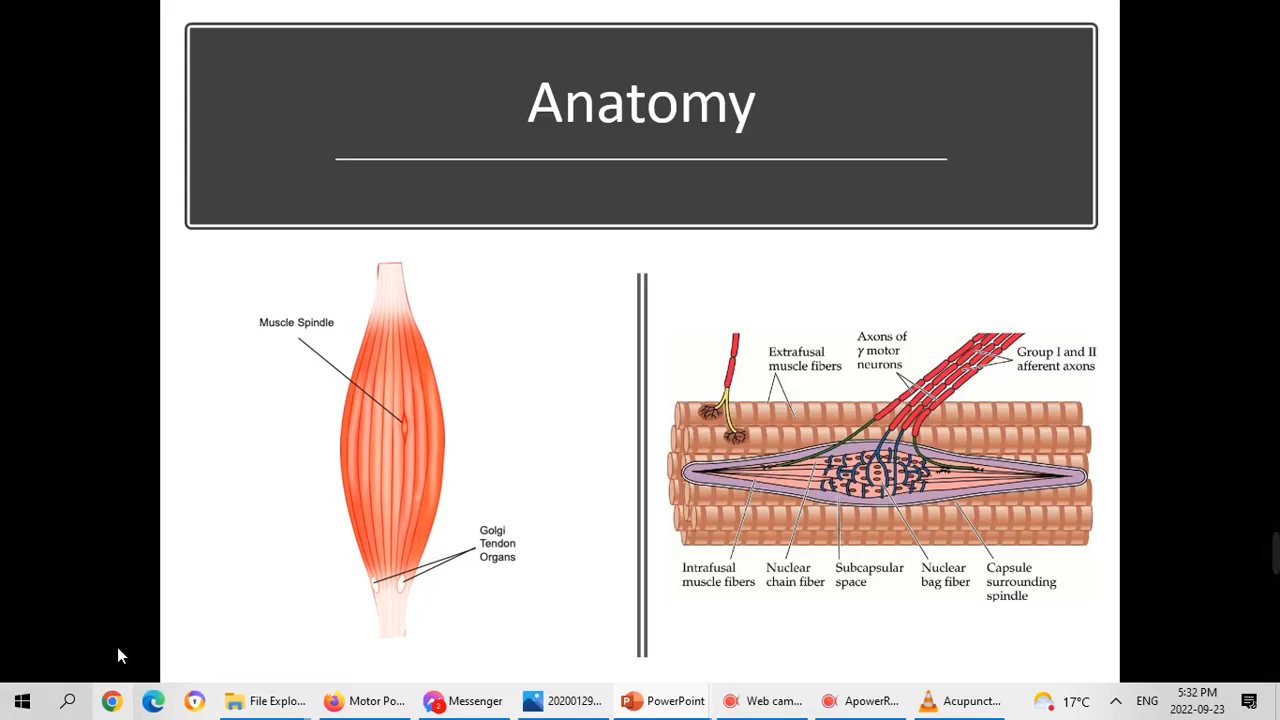 Anatomy
Muscle Spindle
Golgi
Tendon
Organs
Extrafusal
muscle fibers
Axons of
γ motor
neurons
Group I and II
afferent axons
Intrafusal
muscle fibers
Nuclear
chain fiber
Subcapsular
space
Nuclear
bag fiber
Capsule
surrounding
spindle
File Explo...
Motor Po...
2
Messenger
20200129...
PowerPoint
Web cam...
ApowerR...
Acupunct...
17°C
ENG
5:32 PM
2022-09-23